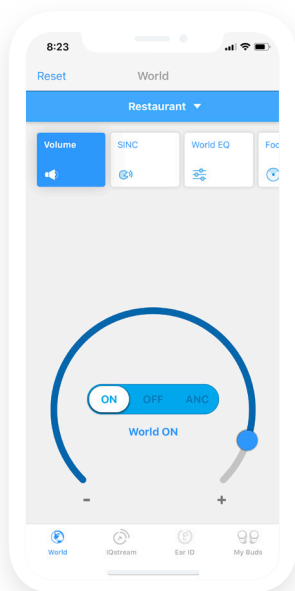 8:23
Reset World
Restaurant
Volume SINC World EQ Foc
ON OFF ANC
World ON
- +
World IQstream Ear ID My Buds